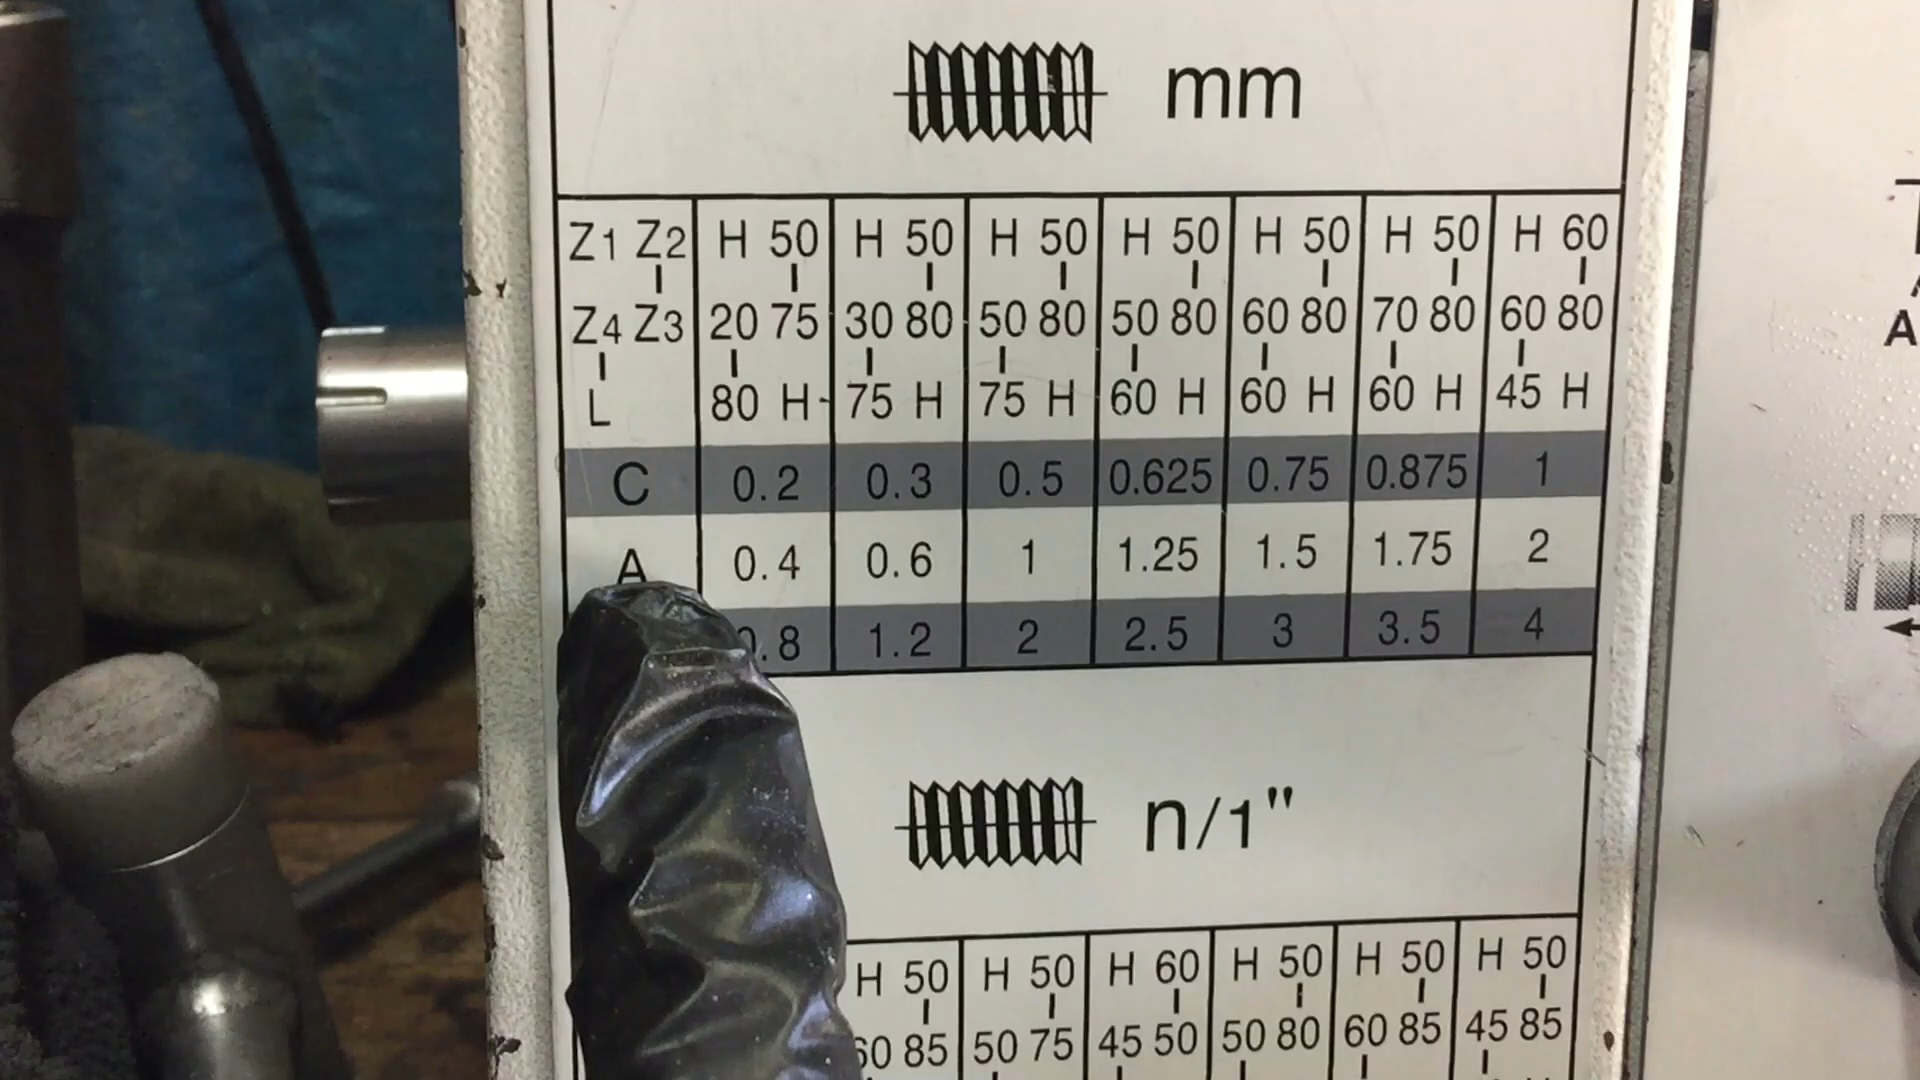 mm
Z1 Z2 H 50 H 50 H 50 H 50 H 50 H 50 H 60
Z4 Z3 20 75 30 80 50 80 50 80 60 80 70 80 60 80
L 80 H 75 H 75 H 60 H 60 H 60 H 45 H
C 0.2 0.3 0.5 0.625 0.75 0.875 1
A 0.4 0.6 1 1.25 1.5 1.75 2
0.8 1.2 2 2.5 3 3.5 4
n/1"
H 50 H 50 H 60 H 50 H 50 H 50
60 85 50 75 45 50 50 80 60 85 45 85
A